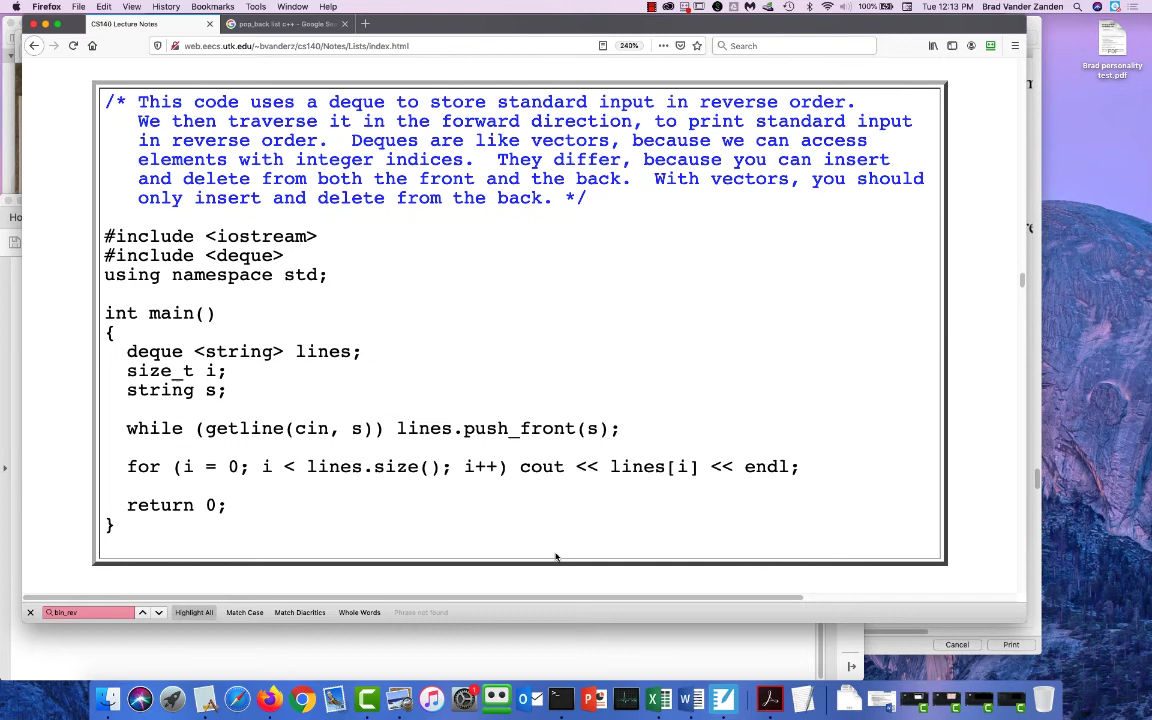 Firefox File Edit View History Bookmarks Tools Window Help
100% Tue 12:13 PM Brad Vander Zanden
CS140 Lecture Notes
pop_back list c++ - Google Se
web.eecs.utk.edu/~bvanderz/cs140/Notes/Lists/index.html
240%
Search
Brad personality
test.pdf
/* This code uses a deque to store standard input in reverse order.
We then traverse it in the forward direction, to print standard input
in reverse order.  Deques are like vectors, because we can access
elements with integer indices.  They differ, because you can insert
and delete from both the front and the back.  With vectors, you should
only insert and delete from the back. */
#include <iostream>
#include <deque>
using namespace std;
int main()
{
deque <string> lines;
size_t i;
string s;
while (getline(cin, s)) lines.push_front(s);
for (i = 0; i < lines.size(); i++) cout << lines[i] << endl;
return 0;
}
Ho
bin_rev
Highlight All
Match Case
Match Diacritics
Whole Words
Phrase not found
Cancel
Print